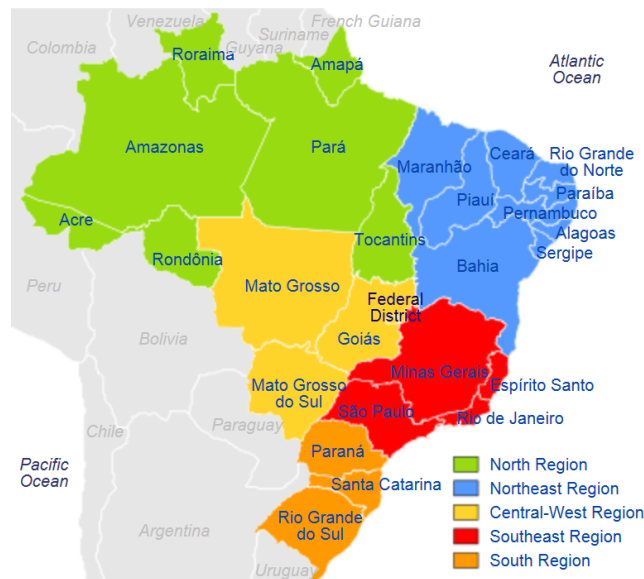 Venezuela
French Guiana
Suriname
Guyana
Colombia
Roraima
Amapá
Atlantic
Ocean
Amazonas
Pará
Maranhão
Ceará
Rio Grande
do Norte
Piauí
Paraíba
Pernambuco
Alagoas
Sergipe
Acre
Tocantins
Rondônia
Bahia
Peru
Mato Grosso
Federal
District
Bolivia
Goiás
Minas Gerais
Espírito Santo
Mato Grosso
do Sul
São Paulo
Rio de Janeiro
Paraguay
Chile
Paraná
Pacific
Ocean
Santa Catarina
Rio Grande
do Sul
Argentina
Uruguay
North Region
Northeast Region
Central-West Region
Southeast Region
South Region